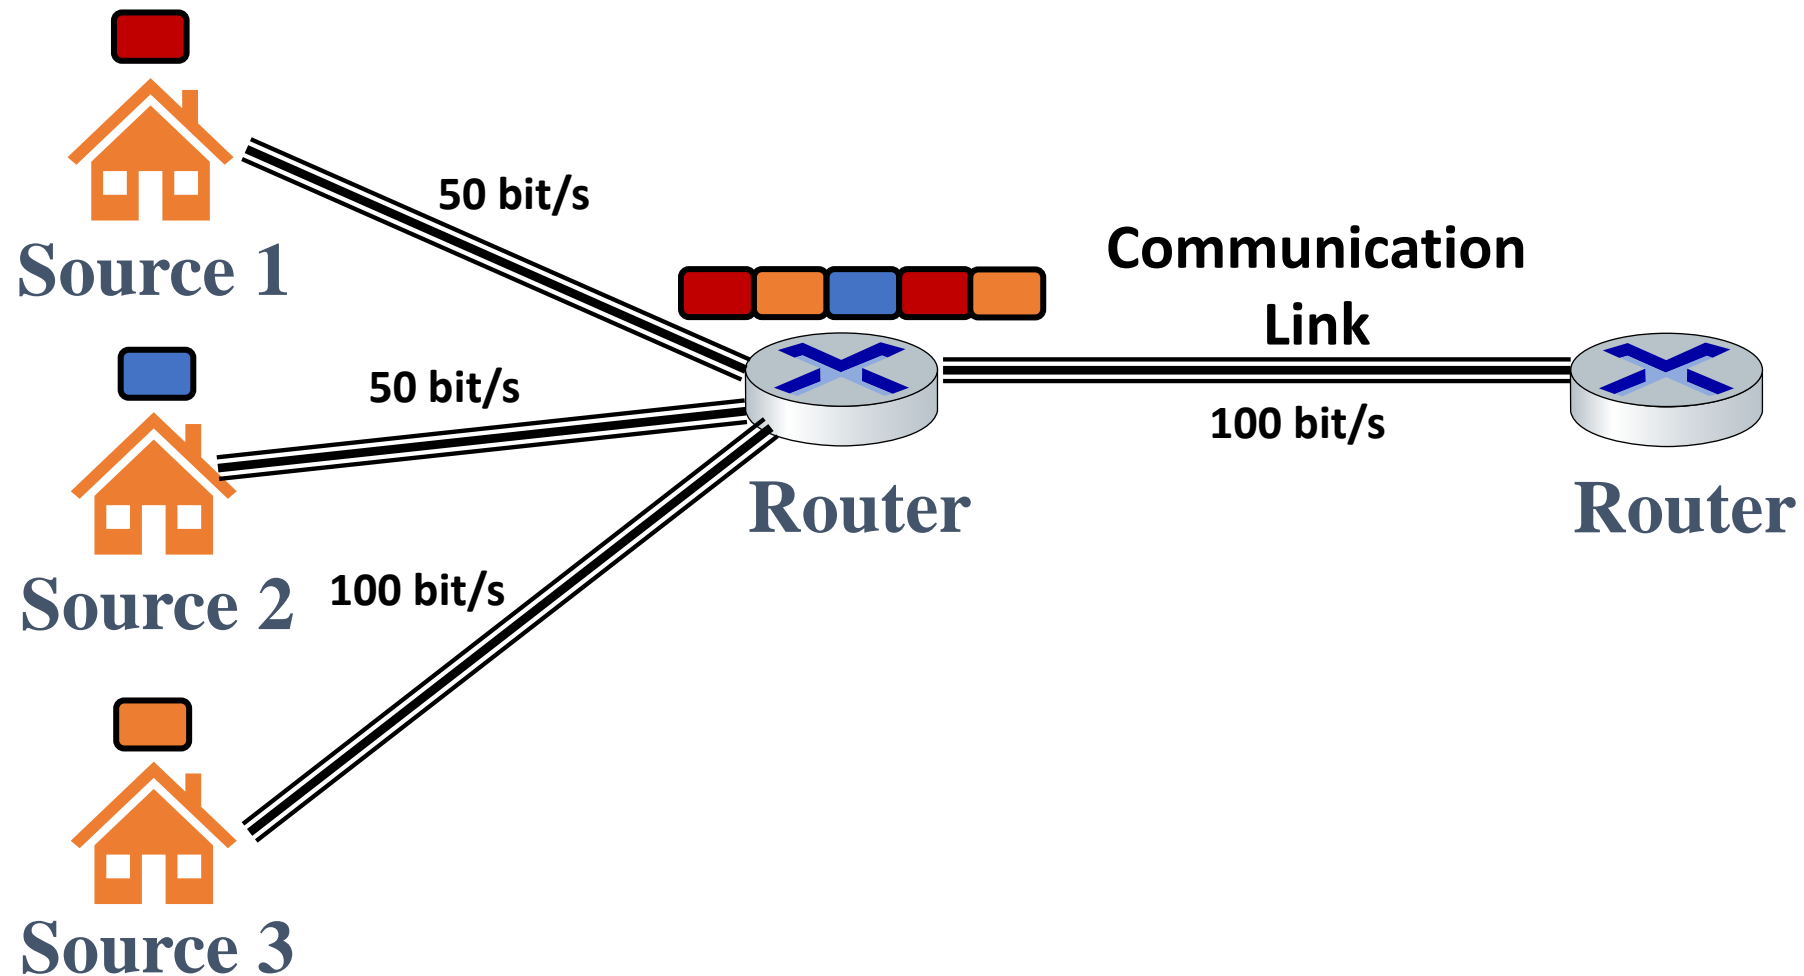 50 bit/s
Source 1
Communication
Link
50 bit/s
100 bit/s
Router
Router
100 bit/s
Source 2
Source 3